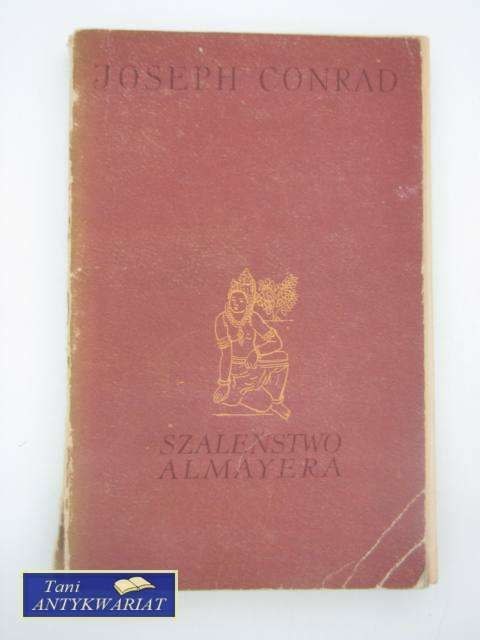 JOSEPH CONRAD
SZALEŃSTWO
ALMAYERA
Tani
ANTYKWARIAT